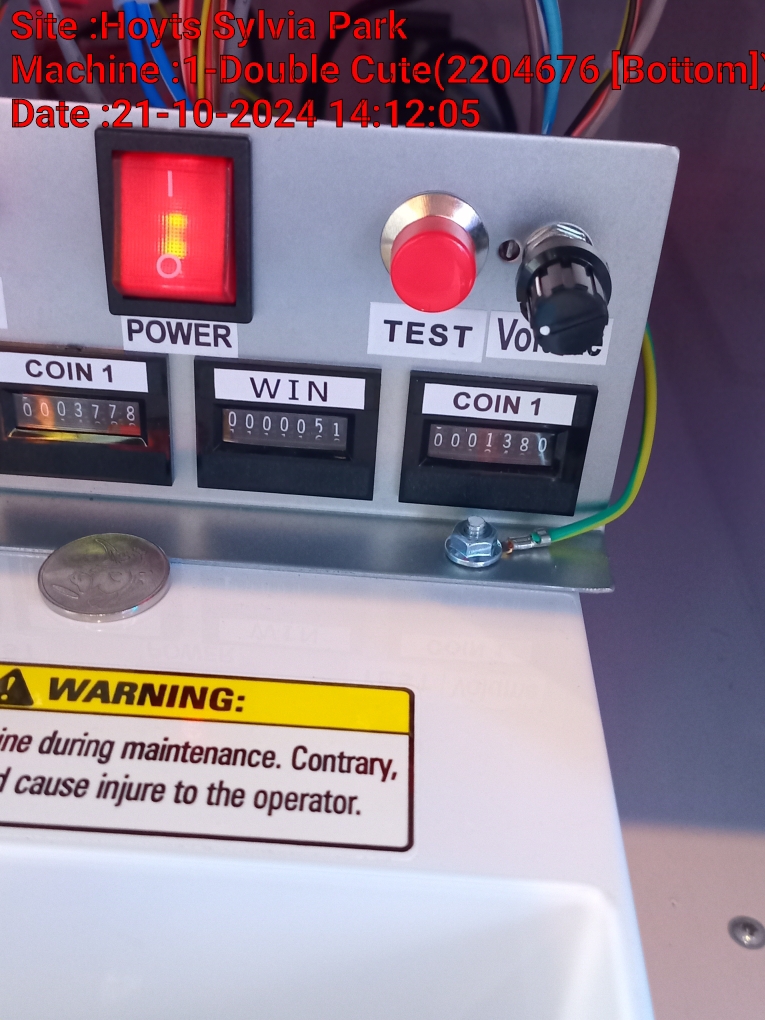 Site :Hoyts Sylvia Park
Machine :1-Double Cute(2204676 [Bottom])
Date :21-10-2024 14:12:05
POWER
TEST
COIN 1
0003778
WIN
0000051
COIN 1
0001380
WARNING:
during maintenance. Contrary,
cause injure to the operator.